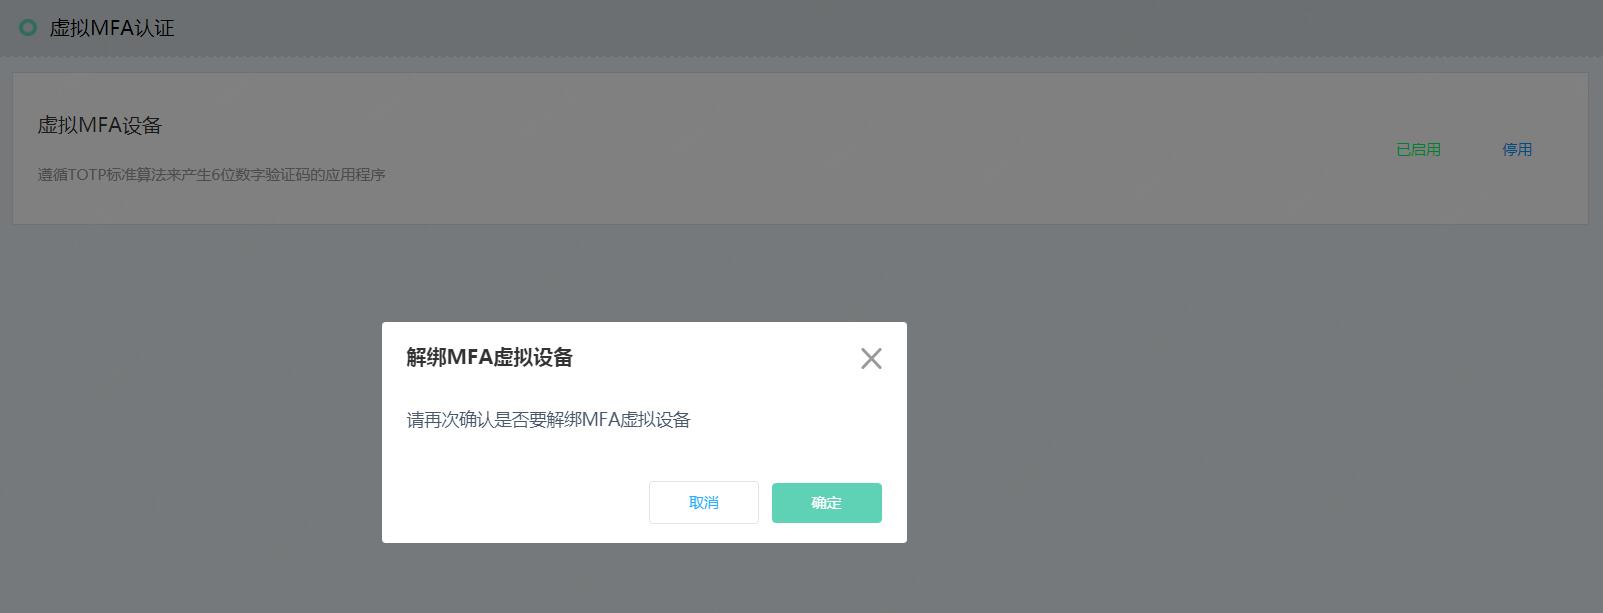 虚拟MFA认证
虚拟MFA设备
已启用 停用
遵循TOTP标准算法来产生6位数字验证码的应用程序
解绑MFA虚拟设备
请再次确认是否要解绑MFA虚拟设备
取消 确定